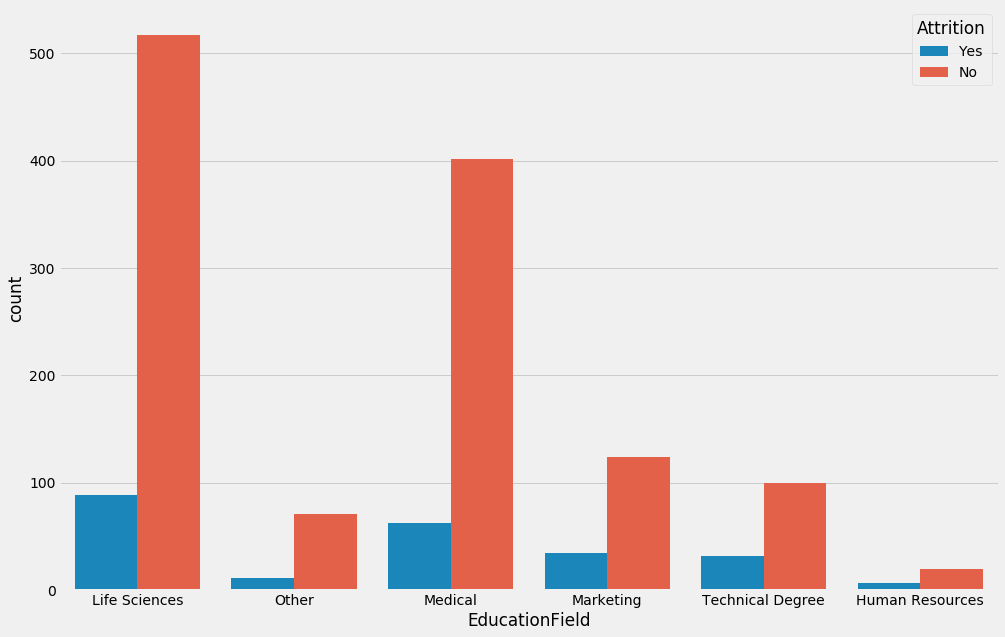 Attrition
Yes
No
500
400
300
200
100
0
count
Life Sciences
Other
Medical
Marketing
Technical Degree
Human Resources
EducationField